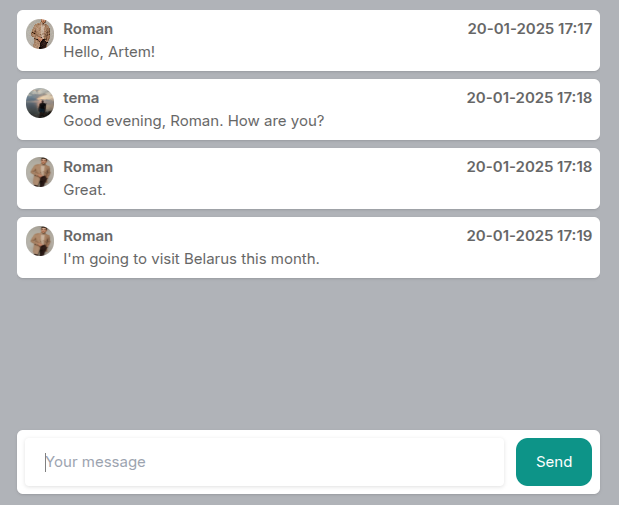 Roman 20-01-2025 17:17
Hello, Artem!
tema 20-01-2025 17:18
Good evening, Roman. How are you?
Roman 20-01-2025 17:18
Great.
Roman 20-01-2025 17:19
I'm going to visit Belarus this month.
Your message Send